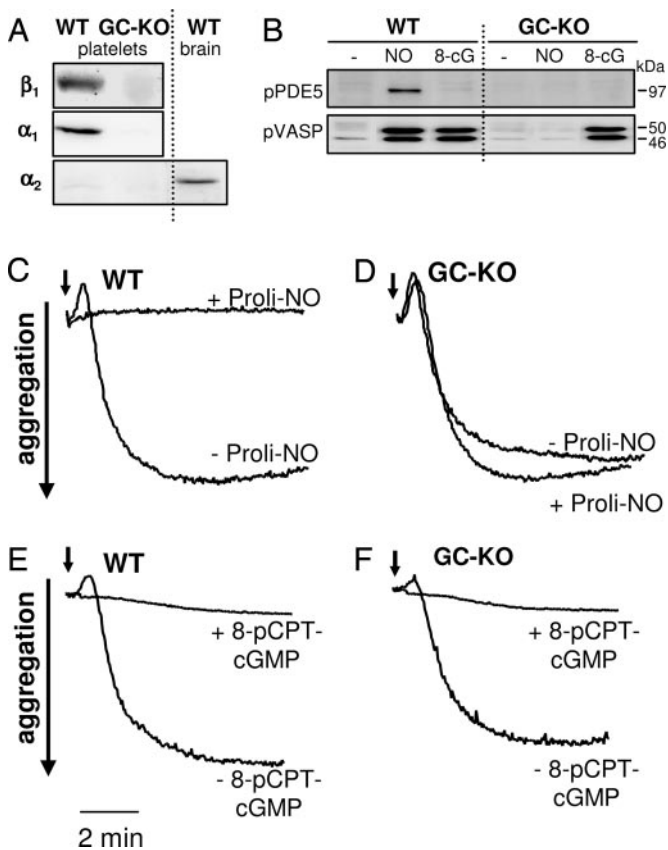 A
WT GC-KO WT
platelets brain
β1
α1
α2
B
WT GC-KO
- NO 8-cG - NO 8-cG kDa
pPDE5 97
pVASP 50
46
C
WT
+ Proli-NO
- Proli-NO
aggregation
D
GC-KO
- Proli-NO
+ Proli-NO
E
WT
+ 8-pCPT-
cGMP
- 8-pCPT-
cGMP
aggregation
2 min
F
GC-KO
+ 8-pCPT-
cGMP
- 8-pCPT-
cGMP